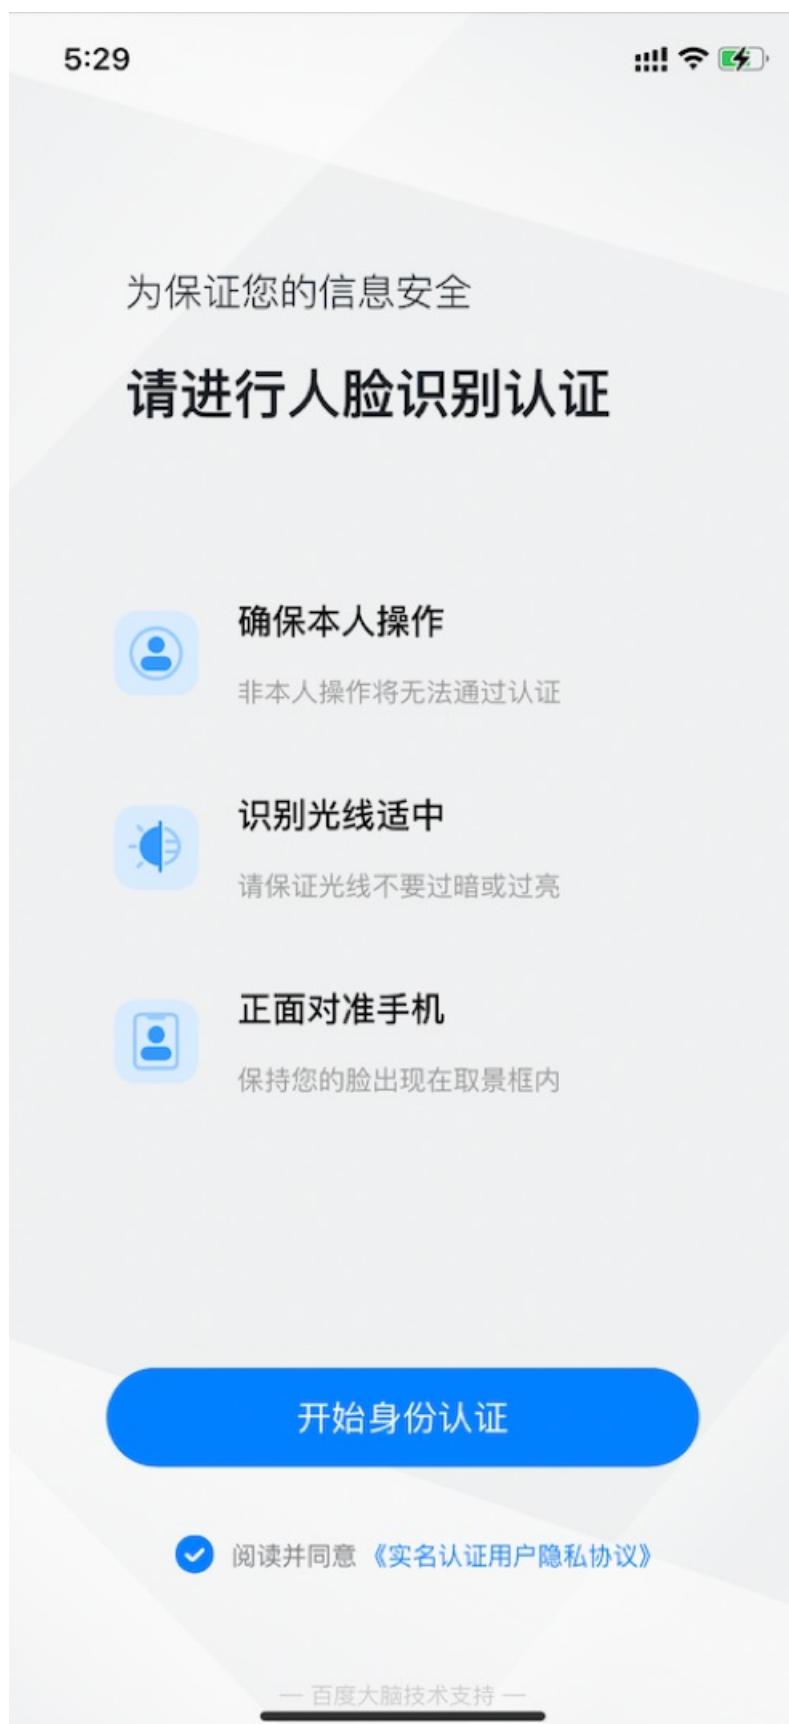 5:29
为保证您的信息安全
请进行人脸识别认证
确保本人操作
非本人操作将无法通过认证
识别光线适中
请保证光线不要过暗或过亮
正面对准手机
保持您的脸出现在取景框内
开始身份认证
阅读并同意《实名认证用户隐私协议》
— 百度大脑技术支持 —